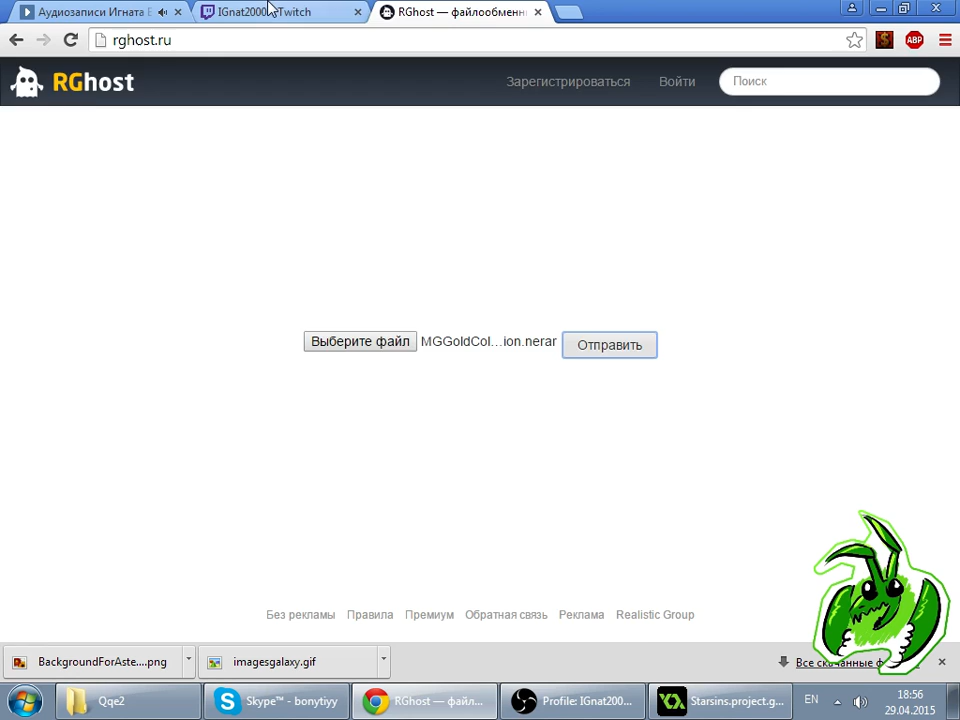 Аудиозаписи Игната
IGnat2000 Twitch
RGhost — файлообменн
rghost.ru
ABP
RGhost
Зарегистрироваться
Войти
Поиск
Выберите файл MGGoldCol…ion.nerar
Отправить
Без рекламы Правила Премиум Обратная связь Реклама Realistic Group
BackgroundForAste....png
imagesgalaxy.gif
Все скачанные ф
Qqe2
Skype™ - bonytiyy
RGhost — файл...
Profile: IGnat200...
Starsins.project.g...
EN
18:56
29.04.2015